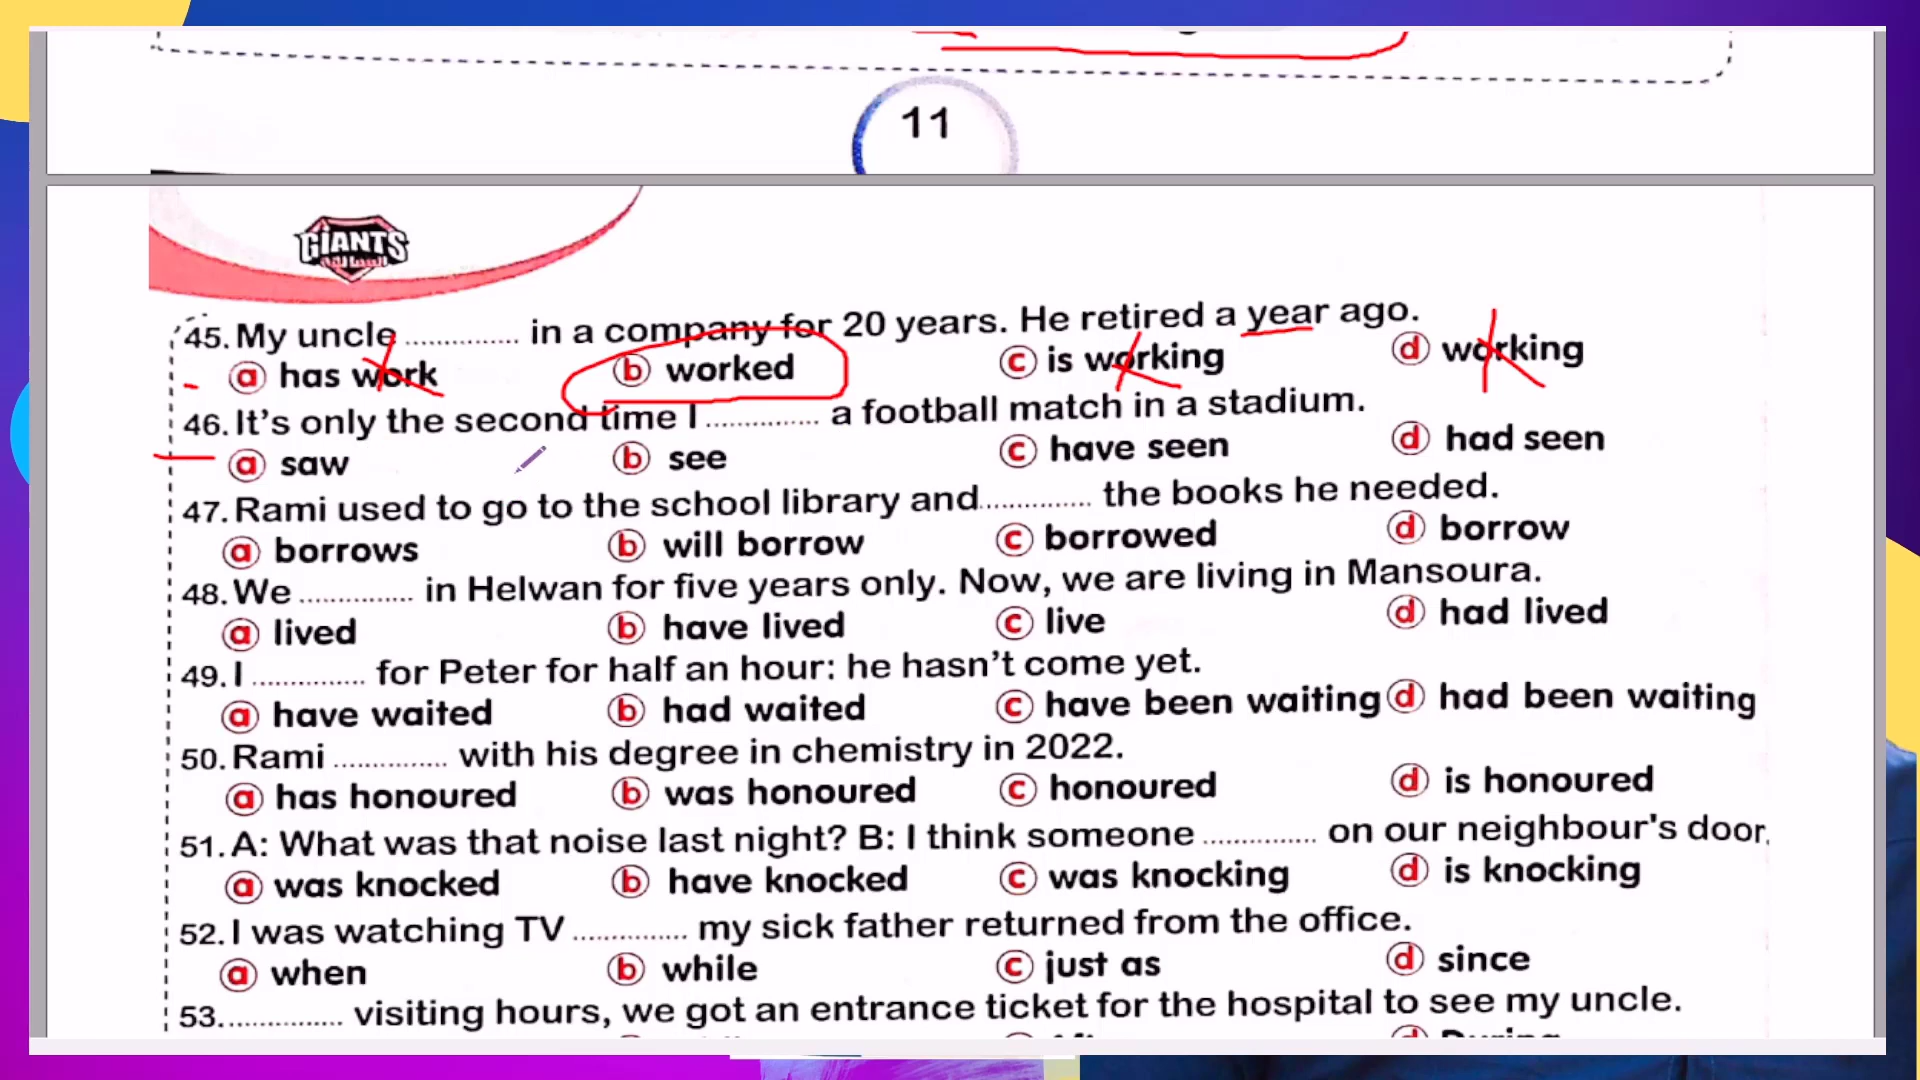 11
GiANTS
45. My uncle ............... in a company for 20 years. He retired a year ago.
a has work b worked c is working d working
46. It's only the second time I ............... a football match in a stadium.
a saw b see c have seen d had seen
47. Rami used to go to the school library and............... the books he needed.
a borrows b will borrow c borrowed d borrow
48. We ............... in Helwan for five years only. Now, we are living in Mansoura.
a lived b have lived c live d had lived
49. I ............... for Peter for half an hour: he hasn't come yet.
a have waited b had waited c have been waiting d had been waiting
50. Rami ............... with his degree in chemistry in 2022.
a has honoured b was honoured c honoured d is honoured
51. A: What was that noise last night? B: I think someone ............... on our neighbour's door.
a was knocked b have knocked c was knocking d is knocking
52. I was watching TV ............... my sick father returned from the office.
a when b while c just as d since
53. ............... visiting hours, we got an entrance ticket for the hospital to see my uncle.
d During